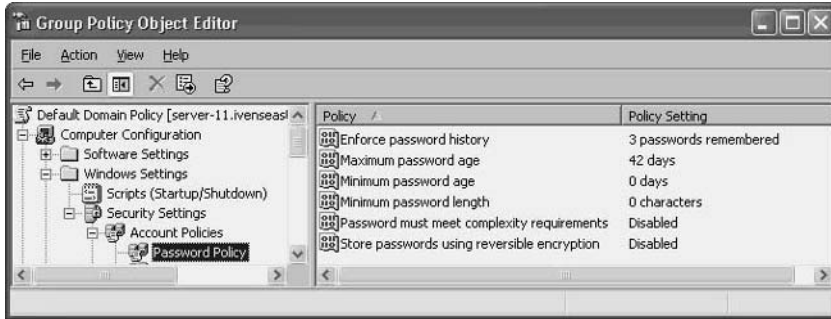 Group Policy Object Editor
File Action View Help
Default Domain Policy [server-11.ivenseast
Computer Configuration
Software Settings
Windows Settings
Scripts (Startup/Shutdown)
Security Settings
Account Policies
Password Policy
Policy / Policy Setting
Enforce password history 3 passwords remembered
Maximum password age 42 days
Minimum password age 0 days
Minimum password length 0 characters
Password must meet complexity requirements Disabled
Store passwords using reversible encryption Disabled